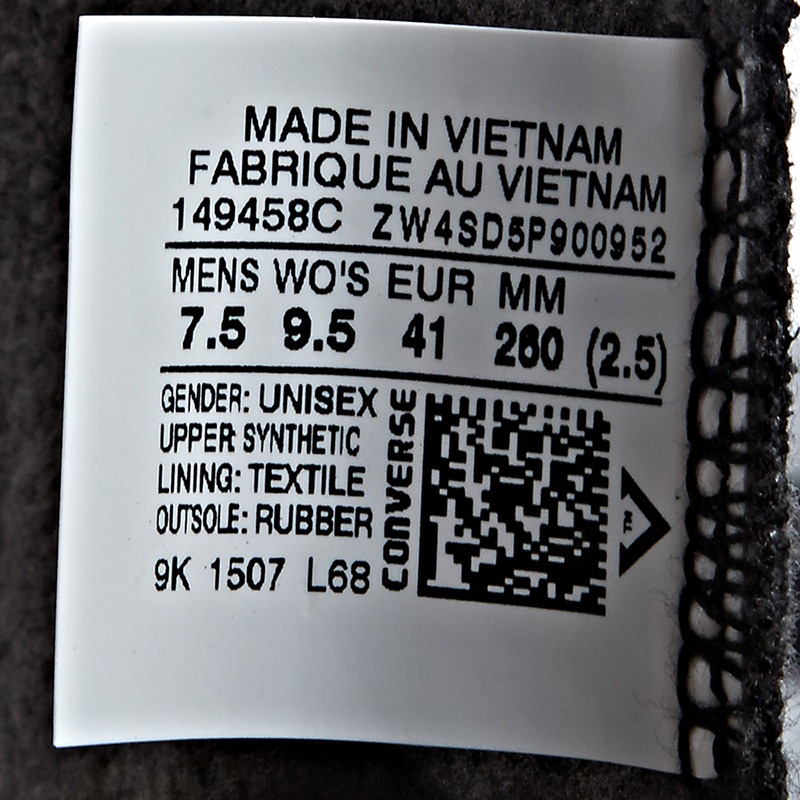 MADE IN VIETNAM
FABRIQUE AU VIETNAM
149458C ZW4SD5P900952
MENS WO'S EUR MM
7.5 9.5 41 260 (2.5)
GENDER: UNISEX
UPPER: SYNTHETIC
LINING: TEXTILE
OUTSOLE: RUBBER
9K 1507 L68
CONVERSE